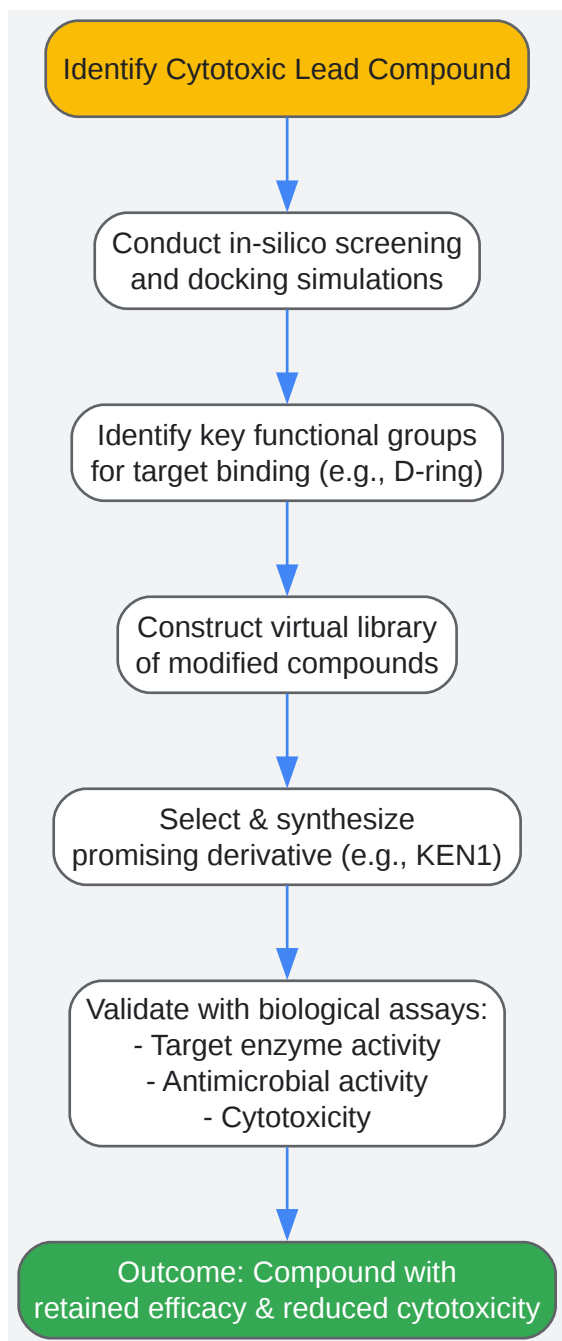 Identify Cytotoxic Lead Compound
Conduct in-silico screening
and docking simulations
Identify key functional groups
for target binding (e.g., D-ring)
Construct virtual library
of modified compounds
Select & synthesize
promising derivative (e.g., KEN1)
Validate with biological assays:
- Target enzyme activity
- Antimicrobial activity
- Cytotoxicity
Outcome: Compound with
retained efficacy & reduced cytotoxicity